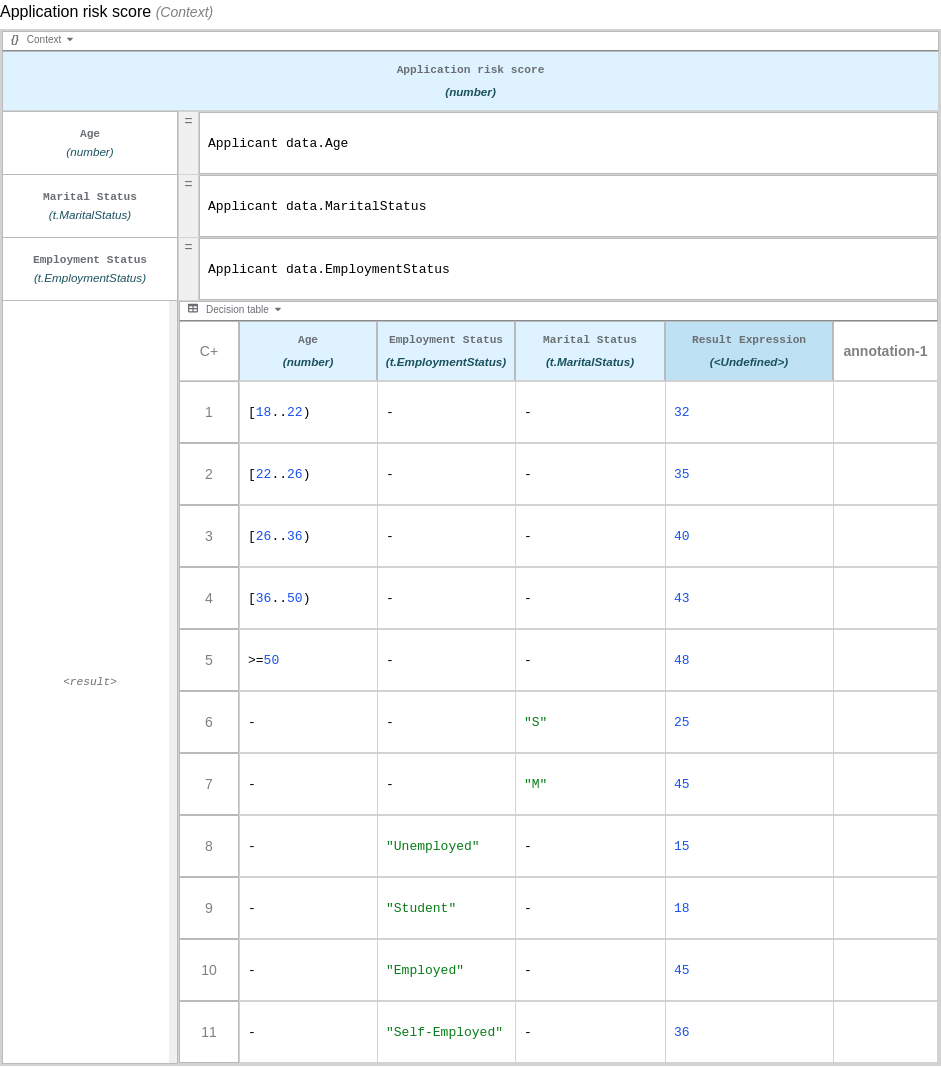 Application risk score (Context)
{} Context
Application risk score
(number)
Age
(number)
= Applicant data.Age
Marital Status
(t.MaritalStatus)
= Applicant data.MaritalStatus
Employment Status
(t.EmploymentStatus)
= Applicant data.EmploymentStatus
<result>
Decision table
C+ Age Employment Status Marital Status Result Expression annotation-1
(number) (t.EmploymentStatus) (t.MaritalStatus) (<Undefined>)
1 [18..22) - - 32
2 [22..26) - - 35
3 [26..36) - - 40
4 [36..50) - - 43
5 >=50 - - 48
6 - - "S" 25
7 - - "M" 45
8 - "Unemployed" - 15
9 - "Student" - 18
10 - "Employed" - 45
11 - "Self-Employed" - 36